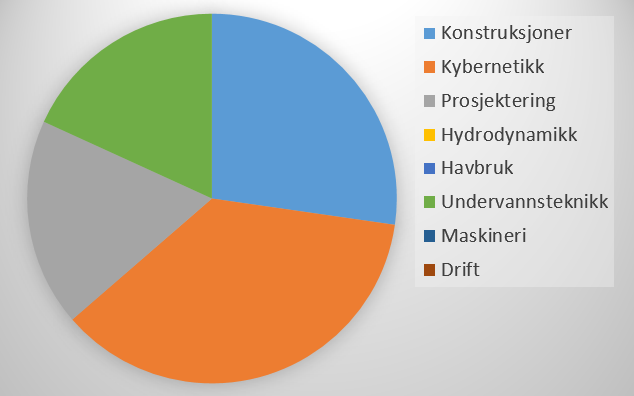 Konstruksjoner
Kybernetikk
Prosjektering
Hydrodynamikk
Havbruk
Undervannsteknikk
Maskineri
Drift